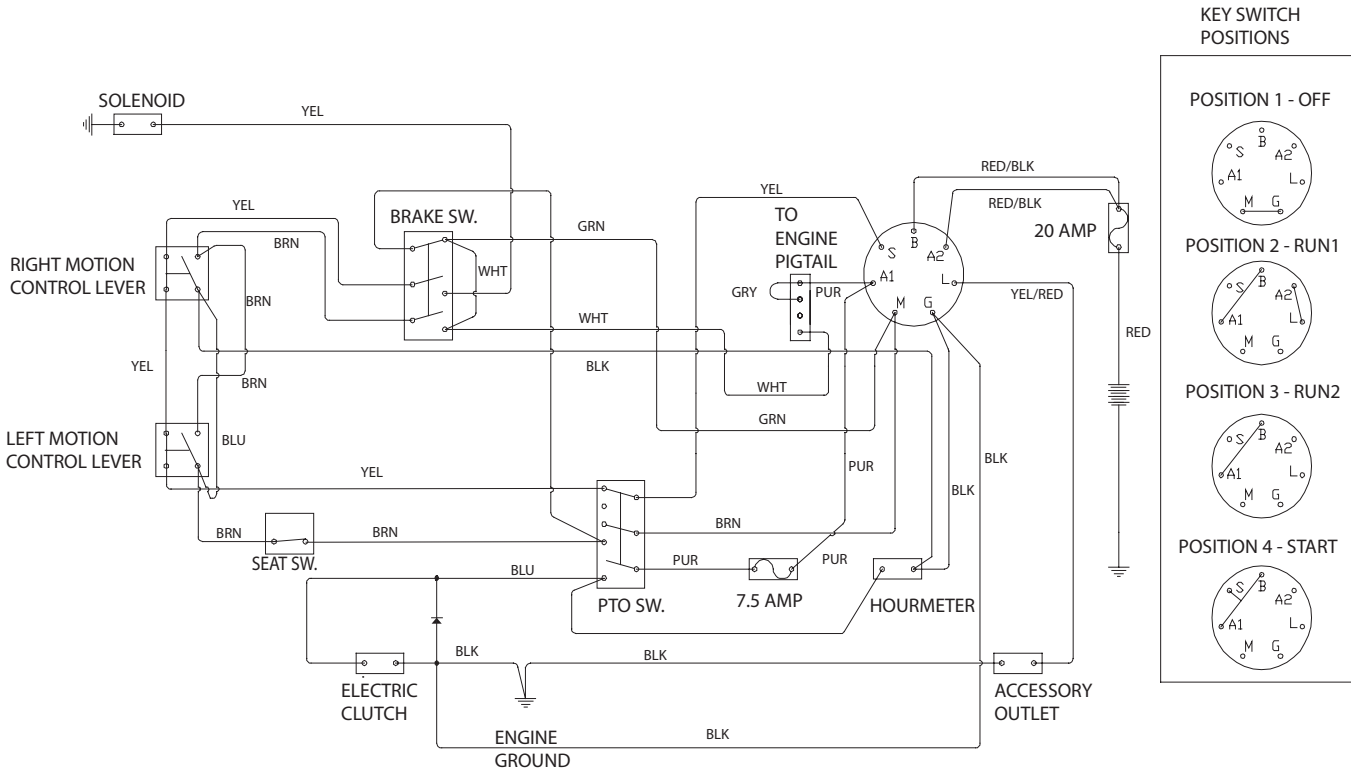 KEY SWITCH
POSITIONS
SOLENOID
YEL
POSITION 1 - OFF
B
S
A2
A1
L
M G
RED/BLK
YEL
RED/BLK
YEL
BRAKE SW.
TO
ENGINE
PIGTAIL
20 AMP
GRN
BRN
B
S
A2
POSITION 2 - RUN1
RIGHT MOTION
CONTROL LEVER
WHT
A1
L
GRY
PUR
YEL/RED
BRN
M G
B
S
A2
A1
L
M G
WHT
RED
YEL
BLK
BRN
WHT
POSITION 3 - RUN2
GRN
B
S
A2
LEFT MOTION
CONTROL LEVER
BLU
BLK
PUR
YEL
BLK
A1
L
M G
BRN
BRN
BRN
SEAT SW.
POSITION 4 - START
BLU
PUR
PUR
PTO SW.
7.5 AMP
HOURMETER
B
S
A2
A1
L
M G
BLK
BLK
ELECTRIC
CLUTCH
ACCESSORY
OUTLET
ENGINE
GROUND
BLK